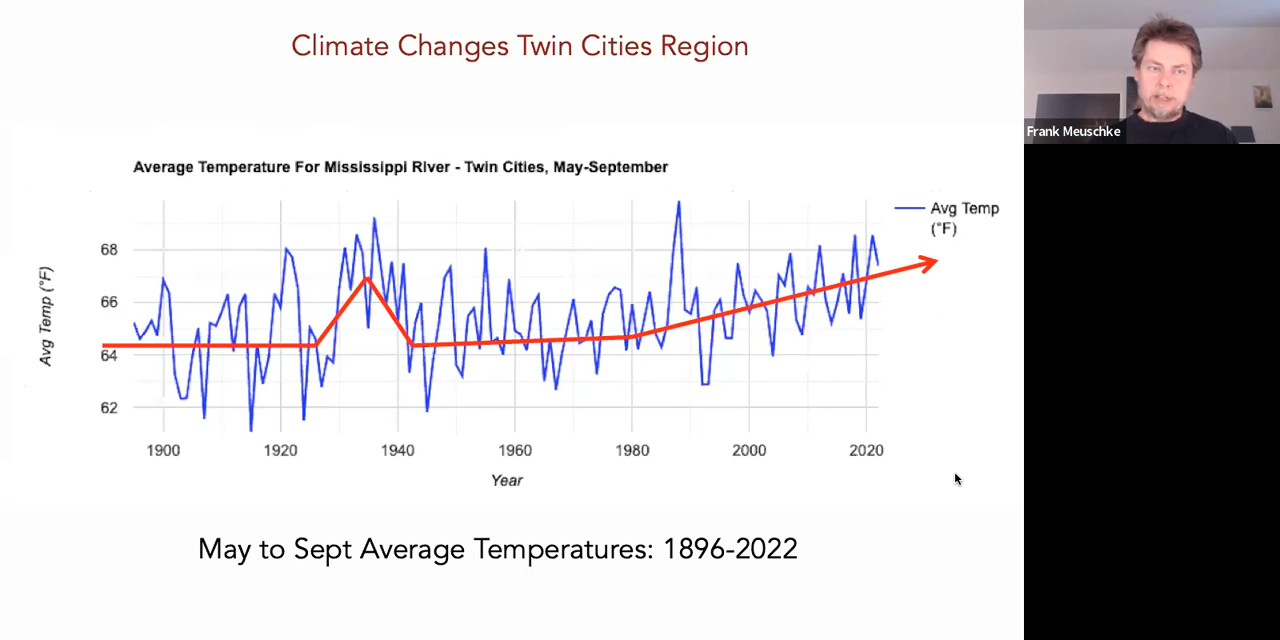 Climate Changes Twin Cities Region
Frank Meuschke
Average Temperature For Mississippi River - Twin Cities, May-September
Avg Temp
(°F)
Avg Temp (°F)
68
66
64
62
1900 1920 1940 1960 1980 2000 2020
Year
May to Sept Average Temperatures: 1896-2022